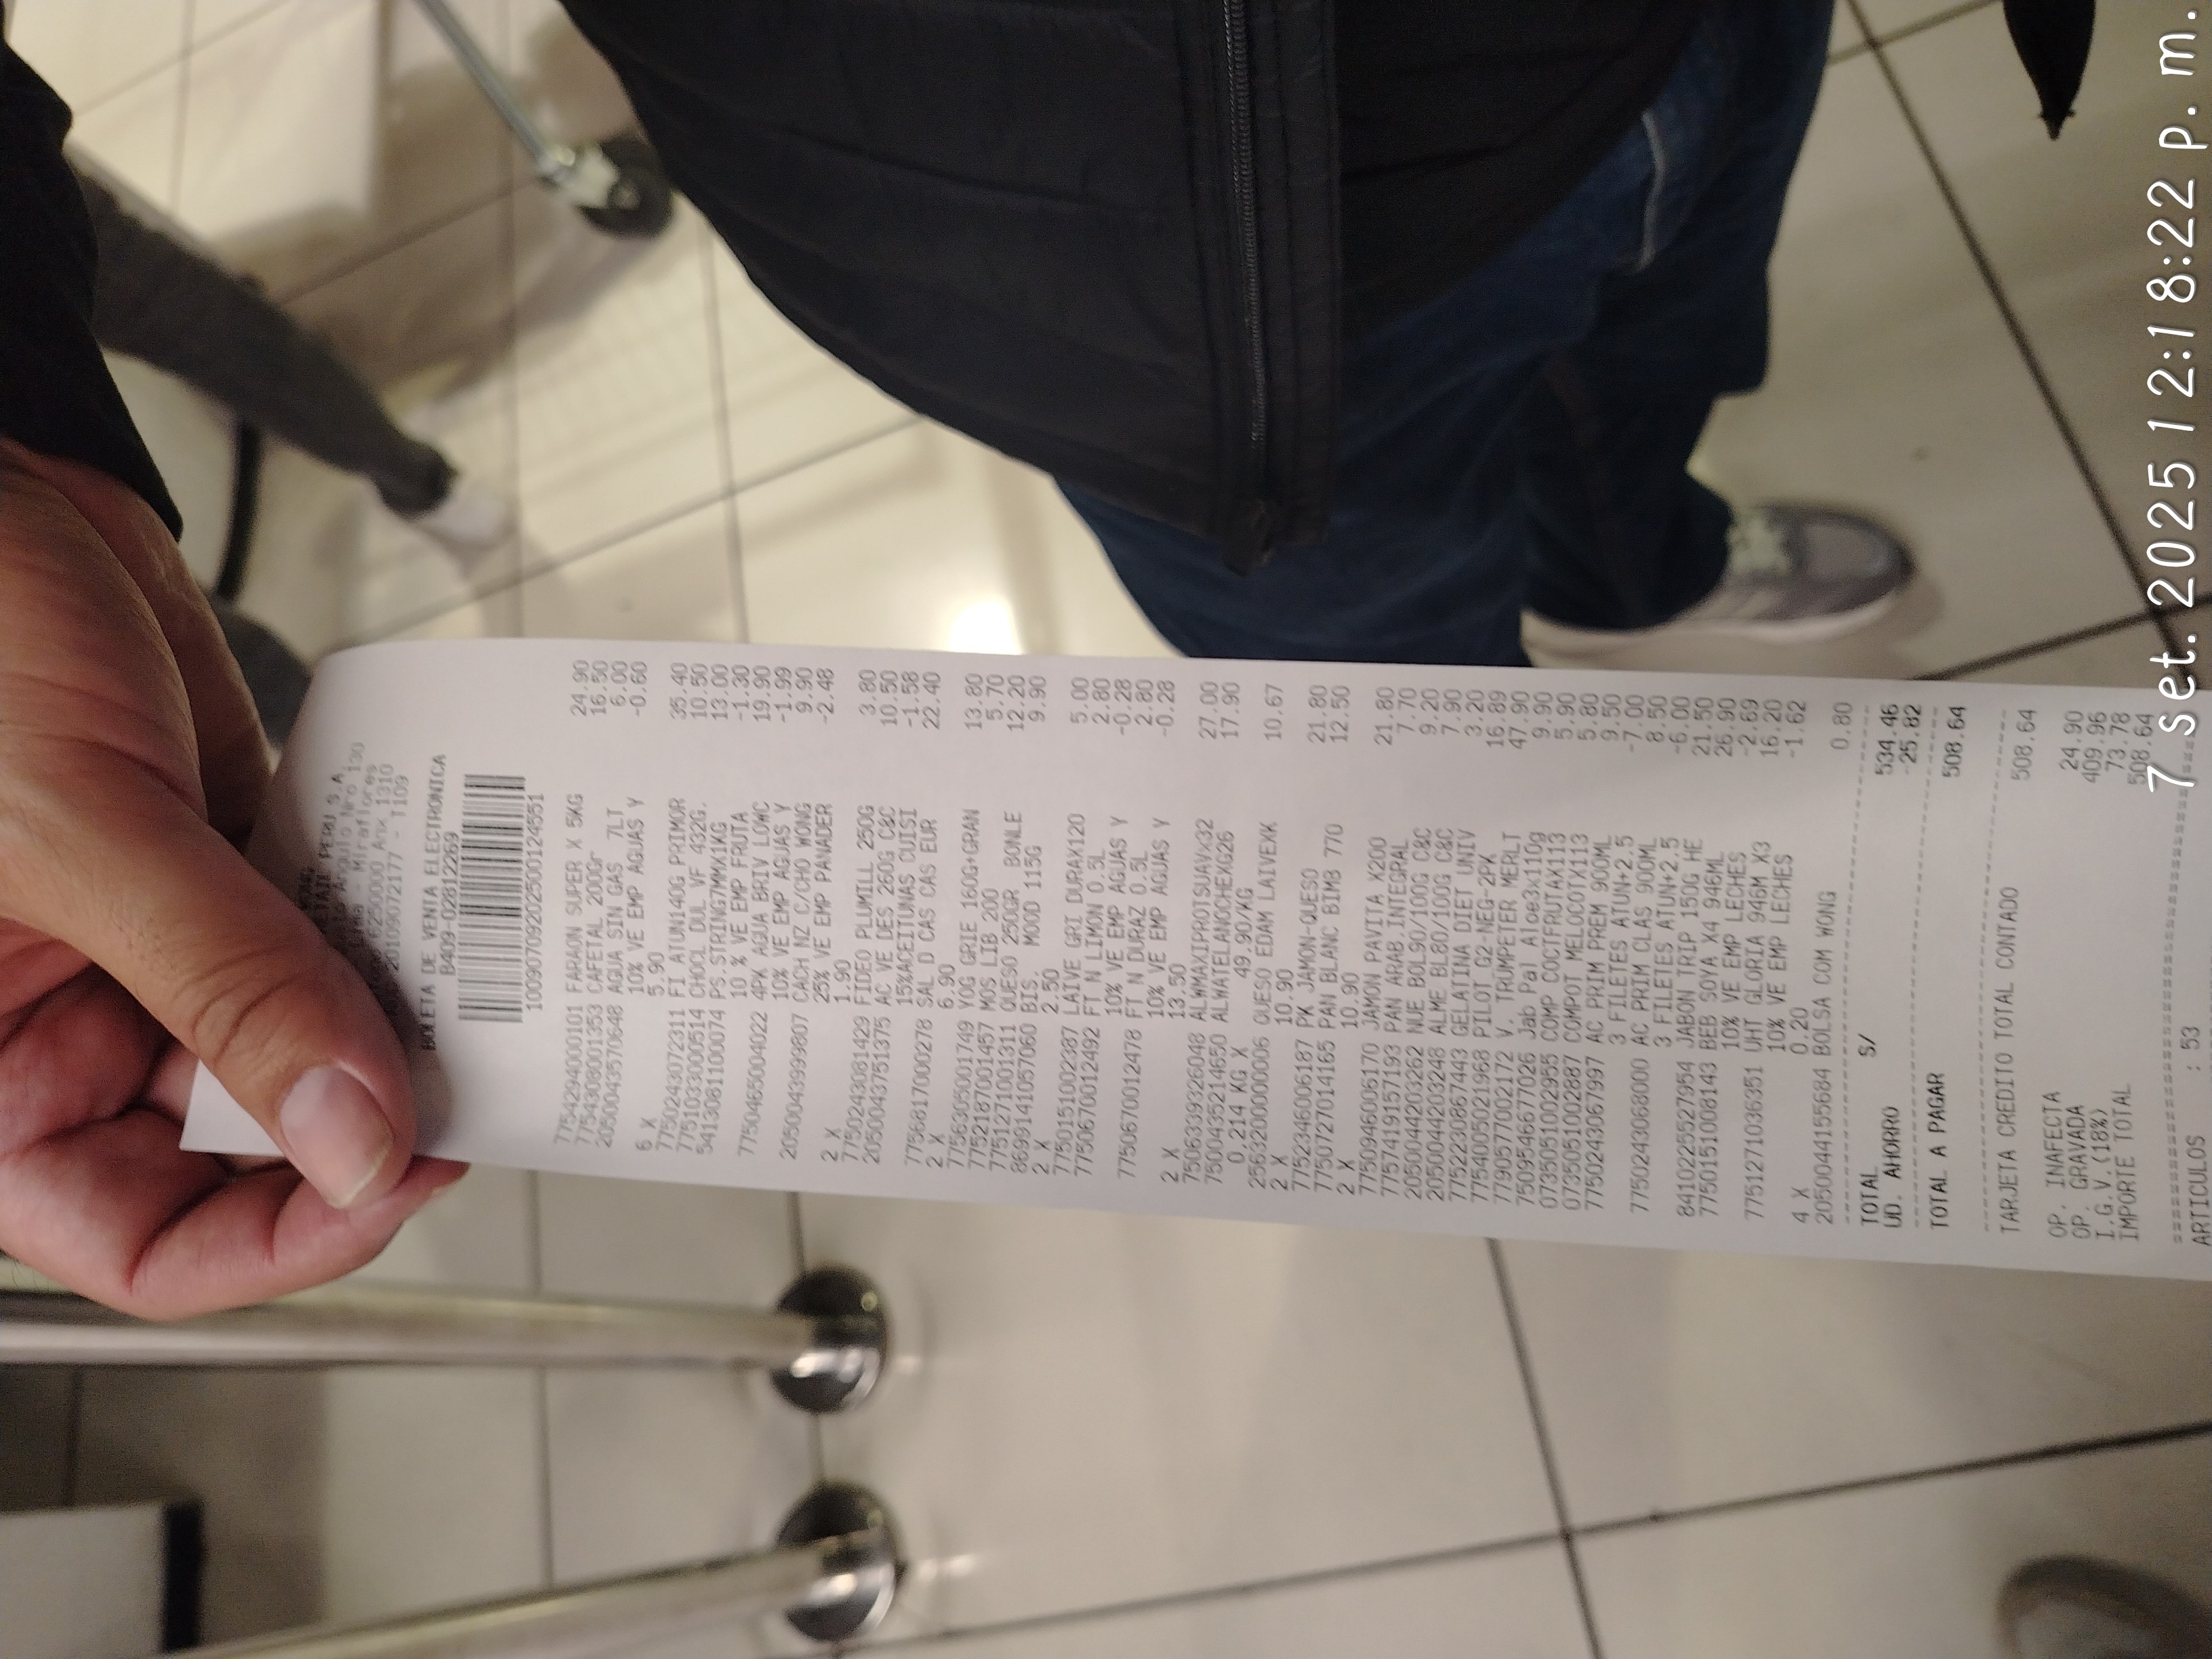 WONG
RETAIL PERU S.A.
Angulo Nro 130
Lima - Miraflores
6250000 Anx 1310
20109072177 - T109
BOLETA DE VENTA ELECTRONICA
B409-02812269
10090709202500124551
7754294000101 FARAON SUPER X 5KG 24.90
7754308001353 CAFETAL 200Gr 16.50
2050043570648 AGUA SIN GAS 7LT 6.00
10% VE EMP AGUAS Y -0.60
6 X 5.90
7750243072311 FI ATUN140G PRIMOR 35.40
7751033000514 CHOCL DUL VF 432G. 10.50
5413081100074 PS.STRING7MMX1KG 13.00
10 % VE EMP FRUTA -1.30
7750465004022 4PK AGUA BRIV LOWC 19.90
10% VE EMP AGUAS Y -1.99
2050043999807 CACH NZ C/CHO WONG 9.90
25% VE EMP PANADER -2.48
2 X 1.90
7750243081429 FIDEO PLUMILL 250G 3.80
2050043751375 AC VE DES 260G C&C 10.50
15%ACEITUNAS CUISI -1.58
7756817000278 SAL D CAS CAS EUR 22.40
2 X 6.90
7756305001749 YOG GRIE 160G+GRAN 13.80
7752187001457 MOS LIB 200 5.70
7751271001311 QUESO 250GR BONLE 12.20
8699141057060 BIS. MOOD 115G 9.90
2 X 2.50
7750151002387 LAIVE GRI DURAX120 5.00
7750670012492 FT N LIMON 0.5L 2.80
10% VE EMP AGUAS Y -0.28
7750670012478 FT N DURAZ 0.5L 2.80
10% VE EMP AGUAS Y -0.28
2 X 13.50
7506339326048 ALWMAXIPROTSUAVx32 27.00
7500435214650 ALWATELANOCHEXG26 17.90
0.214 KG X 49.90/KG
2563200000006 QUESO EDAM LAIVEXK 10.67
2 X 10.90
7752346006187 PK JAMON-QUESO 21.80
7750727014165 PAN BLANC BIMB 770 12.50
2 X 10.90
7750946006170 JAMON PAVITA X200 21.80
7757419157193 PAN ARAB.INTEGRAL 7.70
2050044203262 NUE BOL90/100G C&C 9.20
2050044203248 ALME BL80/100G C&C 7.90
7752230867443 GELATINA DIET UNIV 3.20
7754005021968 PILOT G2-NEG-2PK 16.89
7790577002172 V. TRUMPETER MERLT 47.90
7509546677026 Jab Pal Aloe3x110g 9.90
0735051002955 COMP COCTFRUTAX113 5.90
0735051002887 COMPOT MELOCOTX113 5.80
7750243067997 AC PRIM PREM 900ML 9.50
3 FILETES ATUN+2.5 -7.00
7750243068000 AC PRIM CLAS 900ML 8.50
3 FILETES ATUN+2.5 -6.00
8410225527954 JABON TRIP 150G HE 21.50
7750151008143 BEB SOYA X4 946ML 26.90
10% VE EMP LECHES -2.69
7751271036351 UHT GLORIA 946M X3 16.20
10% VE EMP LECHES -1.62
4 X 0.20
2050044155684 BOLSA COM WONG 0.80
TOTAL S/ 534.46
UD. AHORRO -25.82
TOTAL A PAGAR 508.64
TARJETA CREDITO TOTAL CONTADO 508.64
OP. INAFECTA 24.90
OP. GRAVADA 409.96
I.G.V.(18%) 73.78
IMPORTE TOTAL 508.64
ARTICULOS : 53
7 set. 2025 12:18:22 p. m.